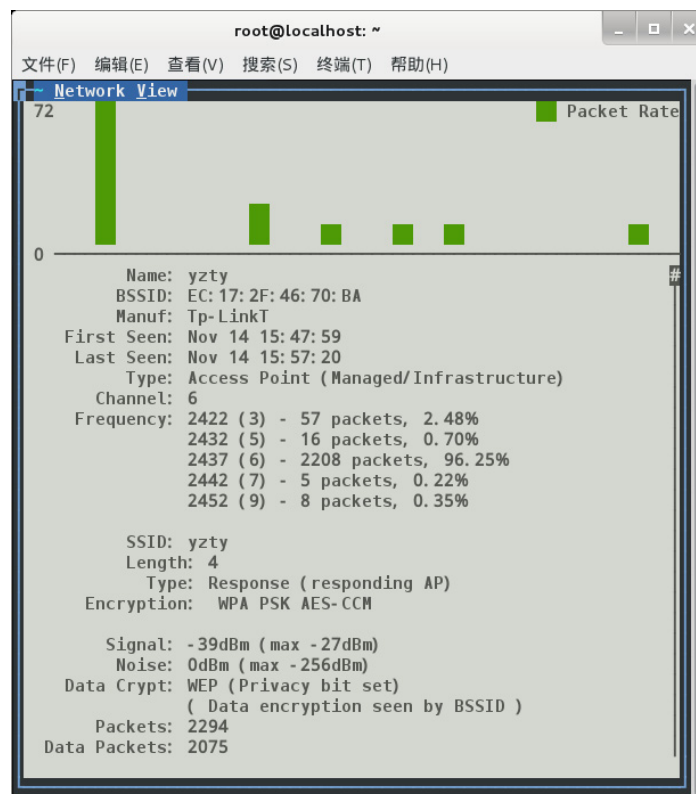 root@localhost: ~
文件(F) 编辑(E) 查看(V) 搜索(S) 终端(T) 帮助(H)
~ Network View
72
Packet Rate
0
#
Name: yzty
BSSID: EC:17:2F:46:70:BA
Manuf: Tp-LinkT
First Seen: Nov 14 15:47:59
Last Seen: Nov 14 15:57:20
Type: Access Point (Managed/Infrastructure)
Channel: 6
Frequency: 2422 (3) - 57 packets, 2.48%
2432 (5) - 16 packets, 0.70%
2437 (6) - 2208 packets, 96.25%
2442 (7) - 5 packets, 0.22%
2452 (9) - 8 packets, 0.35%
SSID: yzty
Length: 4
Type: Response (responding AP)
Encryption: WPA PSK AES-CCM
Signal: -39dBm (max -27dBm)
Noise: 0dBm (max -256dBm)
Data Crypt: WEP (Privacy bit set)
( Data encryption seen by BSSID )
Packets: 2294
Data Packets: 2075